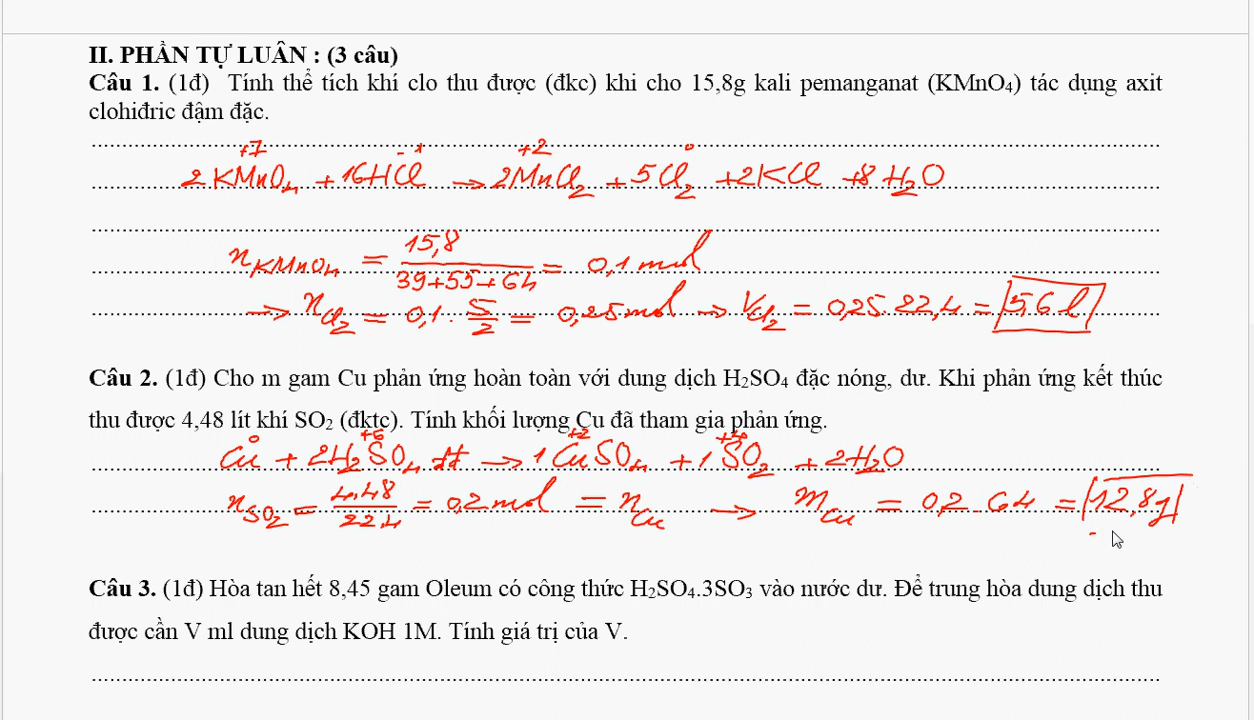 II. PHẦN TỰ LUẬN : (3 câu)
Câu 1. (1đ) Tính thể tích khí clo thu được (đkc) khi cho 15,8g kali pemanganat (KMnO₄) tác dụng axit
clohiđric đậm đặc.
+7 -1 +2 0
2KMnO₄ + 16HCl → 2MnCl₂ + 5Cl₂ + 2KCl + 8H₂O
n KMnO₄ = 15,8 / 39+55+64 = 0,1 mol
→ n Cl₂ = 0,1 . 5/2 = 0,25 mol → V Cl₂ = 0,25.22,4 = 5,6 l
Câu 2. (1đ) Cho m gam Cu phản ứng hoàn toàn với dung dịch H₂SO₄ đặc nóng, dư. Khi phản ứng kết thúc
thu được 4,48 lít khí SO₂ (đktc). Tính khối lượng Cu đã tham gia phản ứng.
0 +6 +2 +4
Cu + 2H₂SO₄ → 1CuSO₄ + 1SO₂ + 2H₂O
n SO₂ = 4,48 / 22,4 = 0,2 mol = n Cu → m Cu = 0,2 . 64 = 12,8g
Câu 3. (1đ) Hòa tan hết 8,45 gam Oleum có công thức H₂SO₄.3SO₃ vào nước dư. Để trung hòa dung dịch thu
được cần V ml dung dịch KOH 1M. Tính giá trị của V.